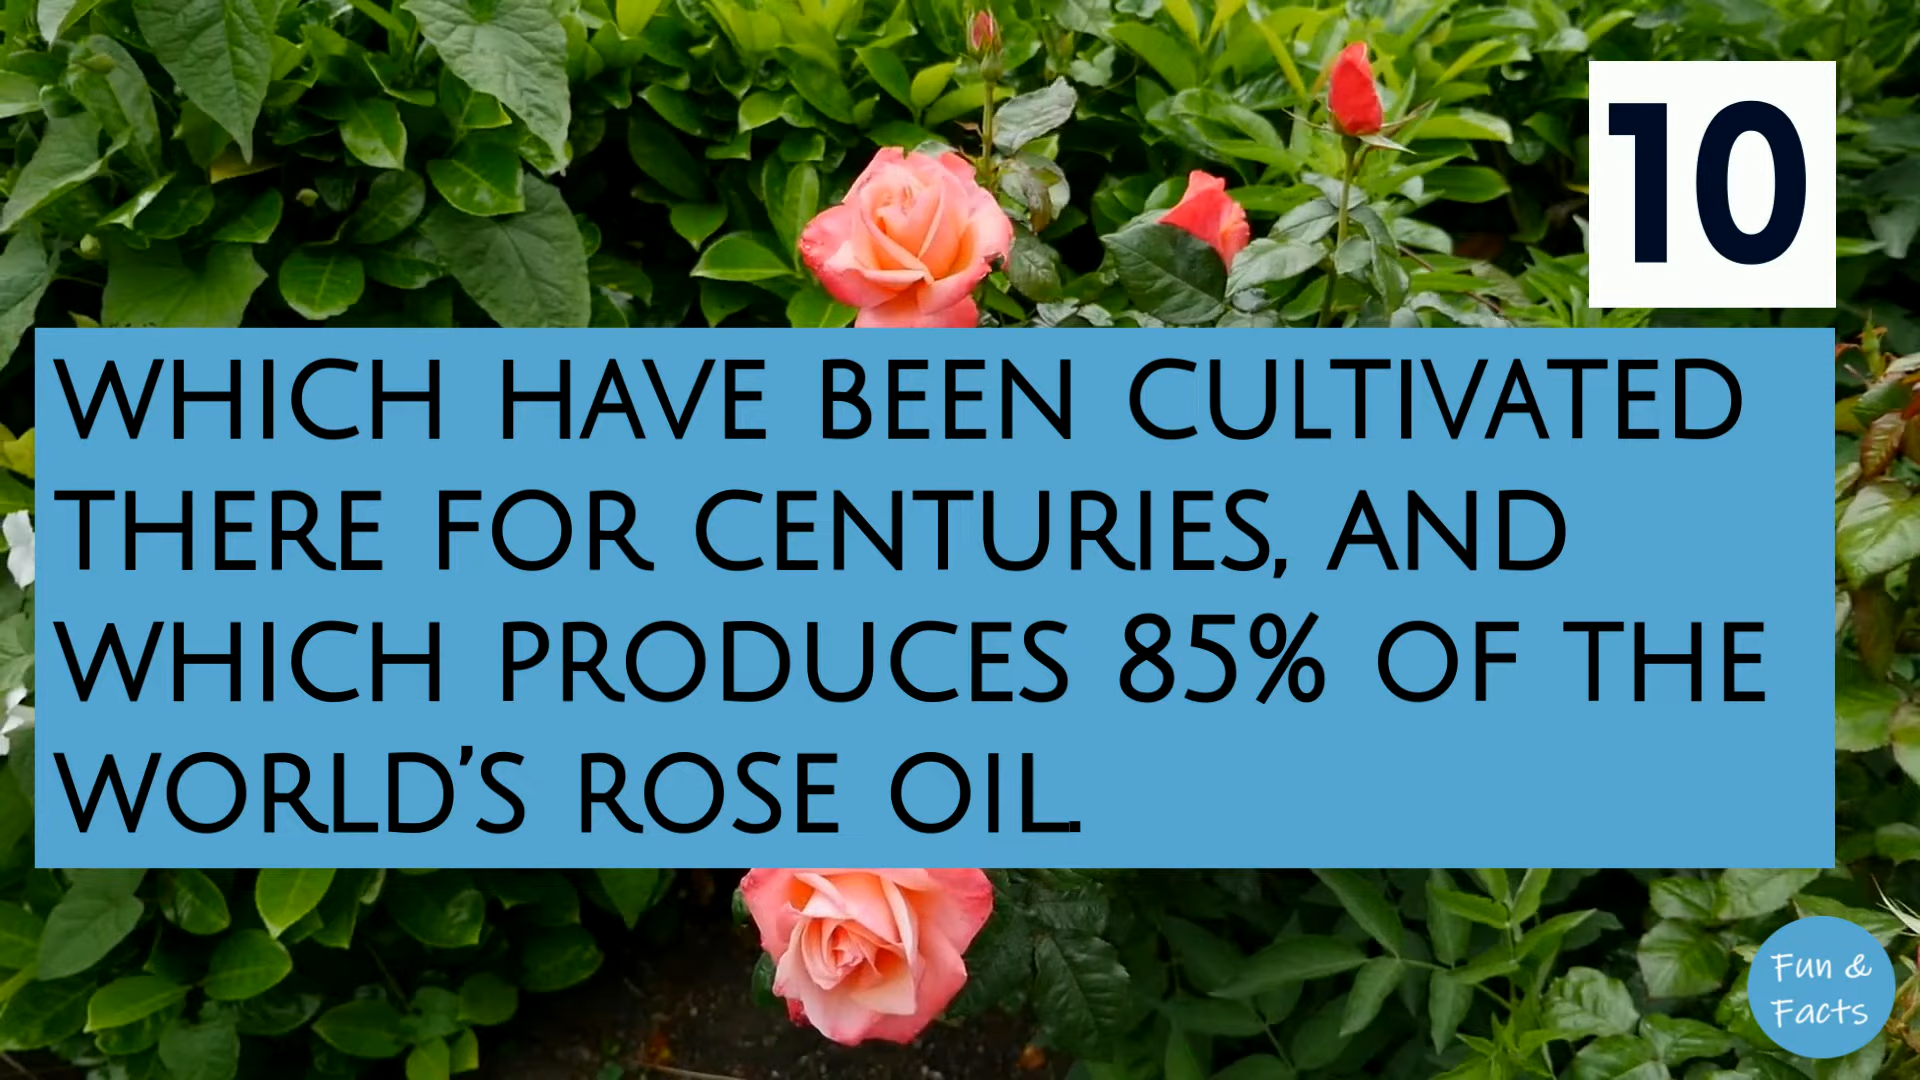 10
WHICH HAVE BEEN CULTIVATED
THERE FOR CENTURIES, AND
WHICH PRODUCES 85% OF THE
WORLD'S ROSE OIL.
Fun &
Facts